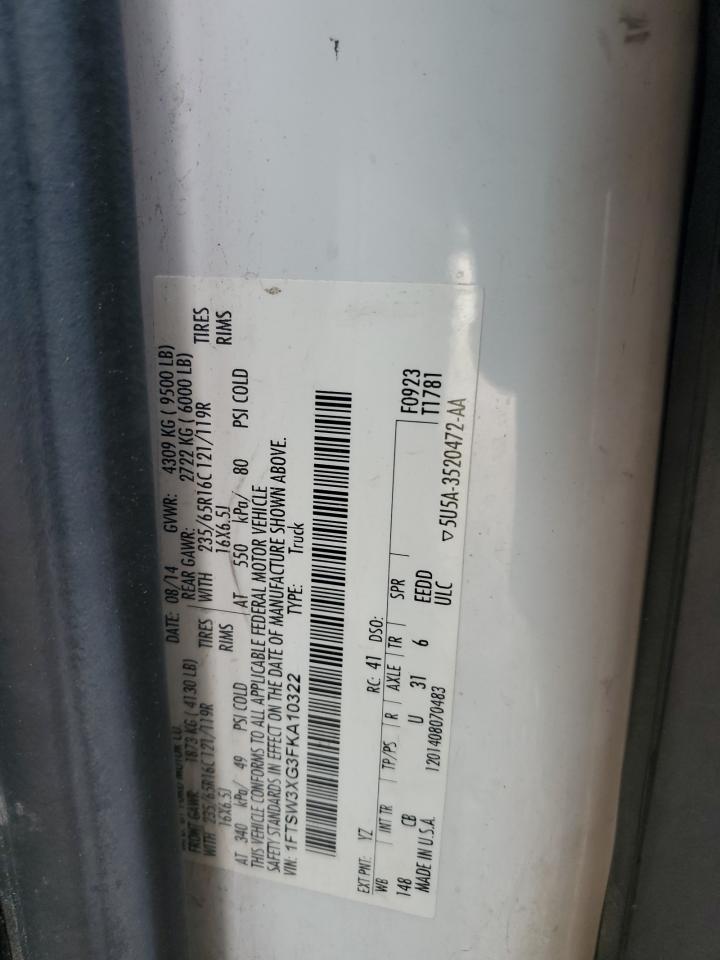 MOTOR CO.
DATE: 08/14 GVWR: 4309 KG ( 9500 LB)
FRONT GAWR: 1873 KG ( 4130 LB) REAR GAWR: 2722 KG ( 6000 LB)
WITH 235/65R16C 121/119R TIRES WITH 235/65R16C 121/119R TIRES
16X6.5J RIMS 16X6.5J RIMS
AT 340 kPa/ 49 PSI COLD AT 550 kPa/ 80 PSI COLD
THIS VEHICLE CONFORMS TO ALL APPLICABLE FEDERAL MOTOR VEHICLE
SAFETY STANDARDS IN EFFECT ON THE DATE OF MANUFACTURE SHOWN ABOVE.
VIN: 1FTSW3XG3FKA10322 TYPE: Truck
EXT PNT: YZ RC: 41 DSO:
WB INT TR TP/PS R AXLE TR SPR F0923
148 CB U 31 6 EEDD T1781
MADE IN U.S.A. 1201408070483 ULC ▽5U5A-3520472-AA